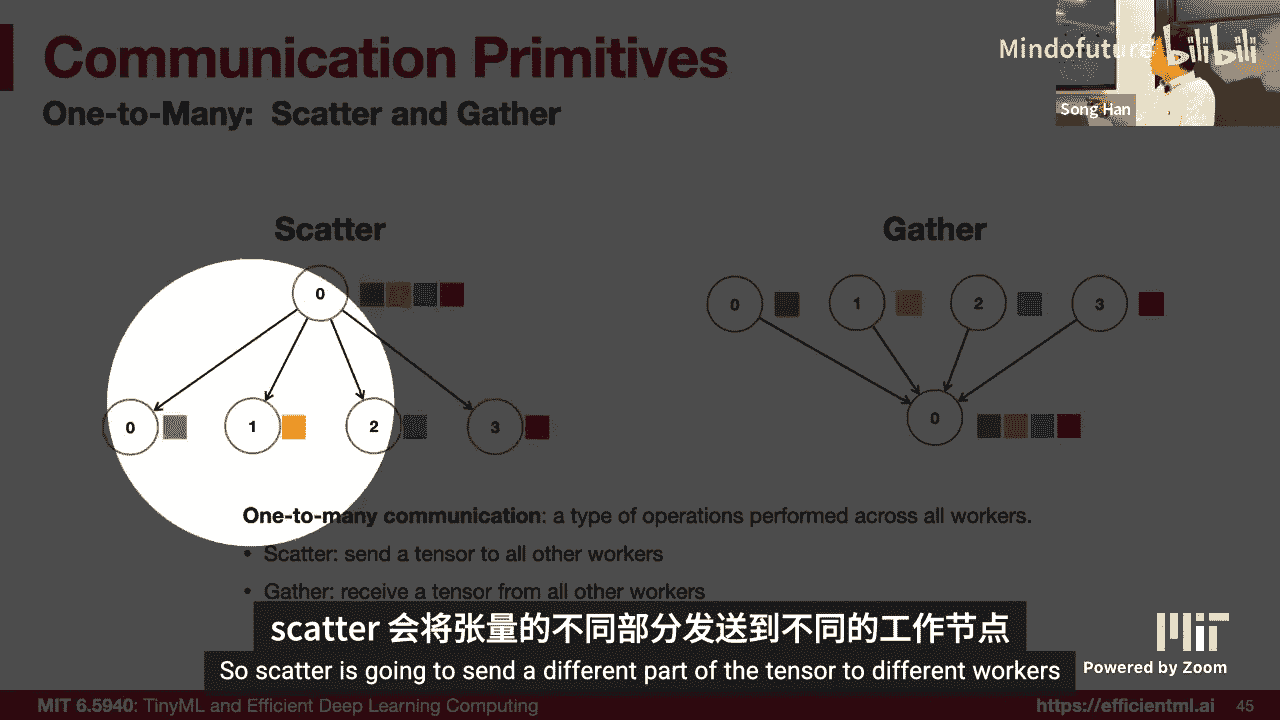 Communication Primitives
One-to-Many: Scatter and Gather
Mindofuture bilibili
Song Han
Scatter
Gather
0
0 1 2 3
0 1 2 3
0
One-to-many communication: a type of operations performed across all workers.
• Scatter: send a tensor to all other workers
• Gather: receive a tensor from all other workers
scatter 会将张量的不同部分发送到不同的工作节点
So scatter is going to send a different part of the tensor to different workers
MIT
Powered by Zoom
MIT 6.5940: TinyML and Efficient Deep Learning Computing
https://efficientml.ai
45